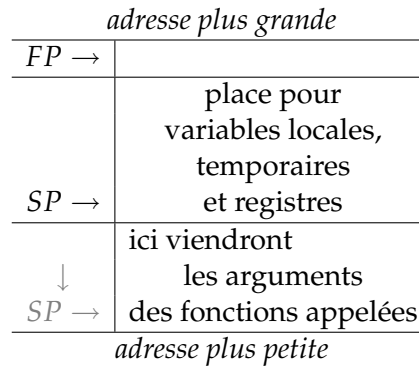 adresse plus grande
FP →
place pour
variables locales,
temporaires
SP → et registres
ici viendront
↓ les arguments
SP → des fonctions appelées
adresse plus petite